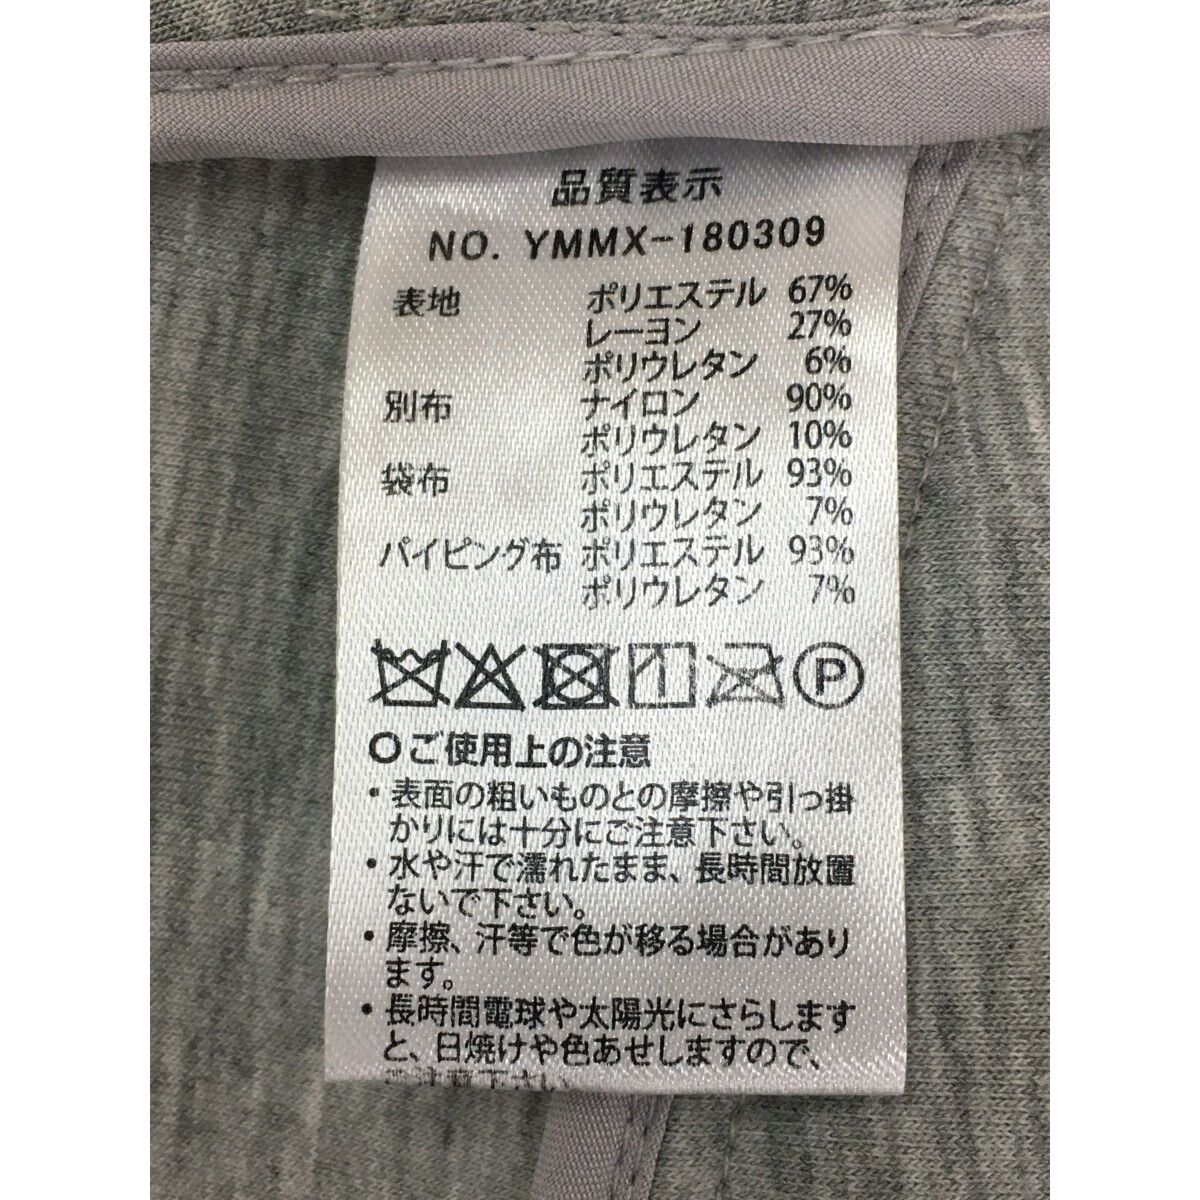 品質表示
NO. YMMX-180309
表地 ポリエステル 67%
レーヨン 27%
ポリウレタン 6%
別布 ナイロン 90%
ポリウレタン 10%
袋布 ポリエステル 93%
ポリウレタン 7%
パイピング布 ポリエステル 93%
ポリウレタン 7%
P
○ご使用上の注意
・表面の粗いものとの摩擦や引っ掛
かりには十分にご注意下さい。
・水や汗で濡れたまま、長時間放置
ないで下さい。
・摩擦、汗等で色が移る場合があり
ます。
・長時間電球や太陽光にさらします
と、日焼けや色あせしますので、
ご注意下さい。